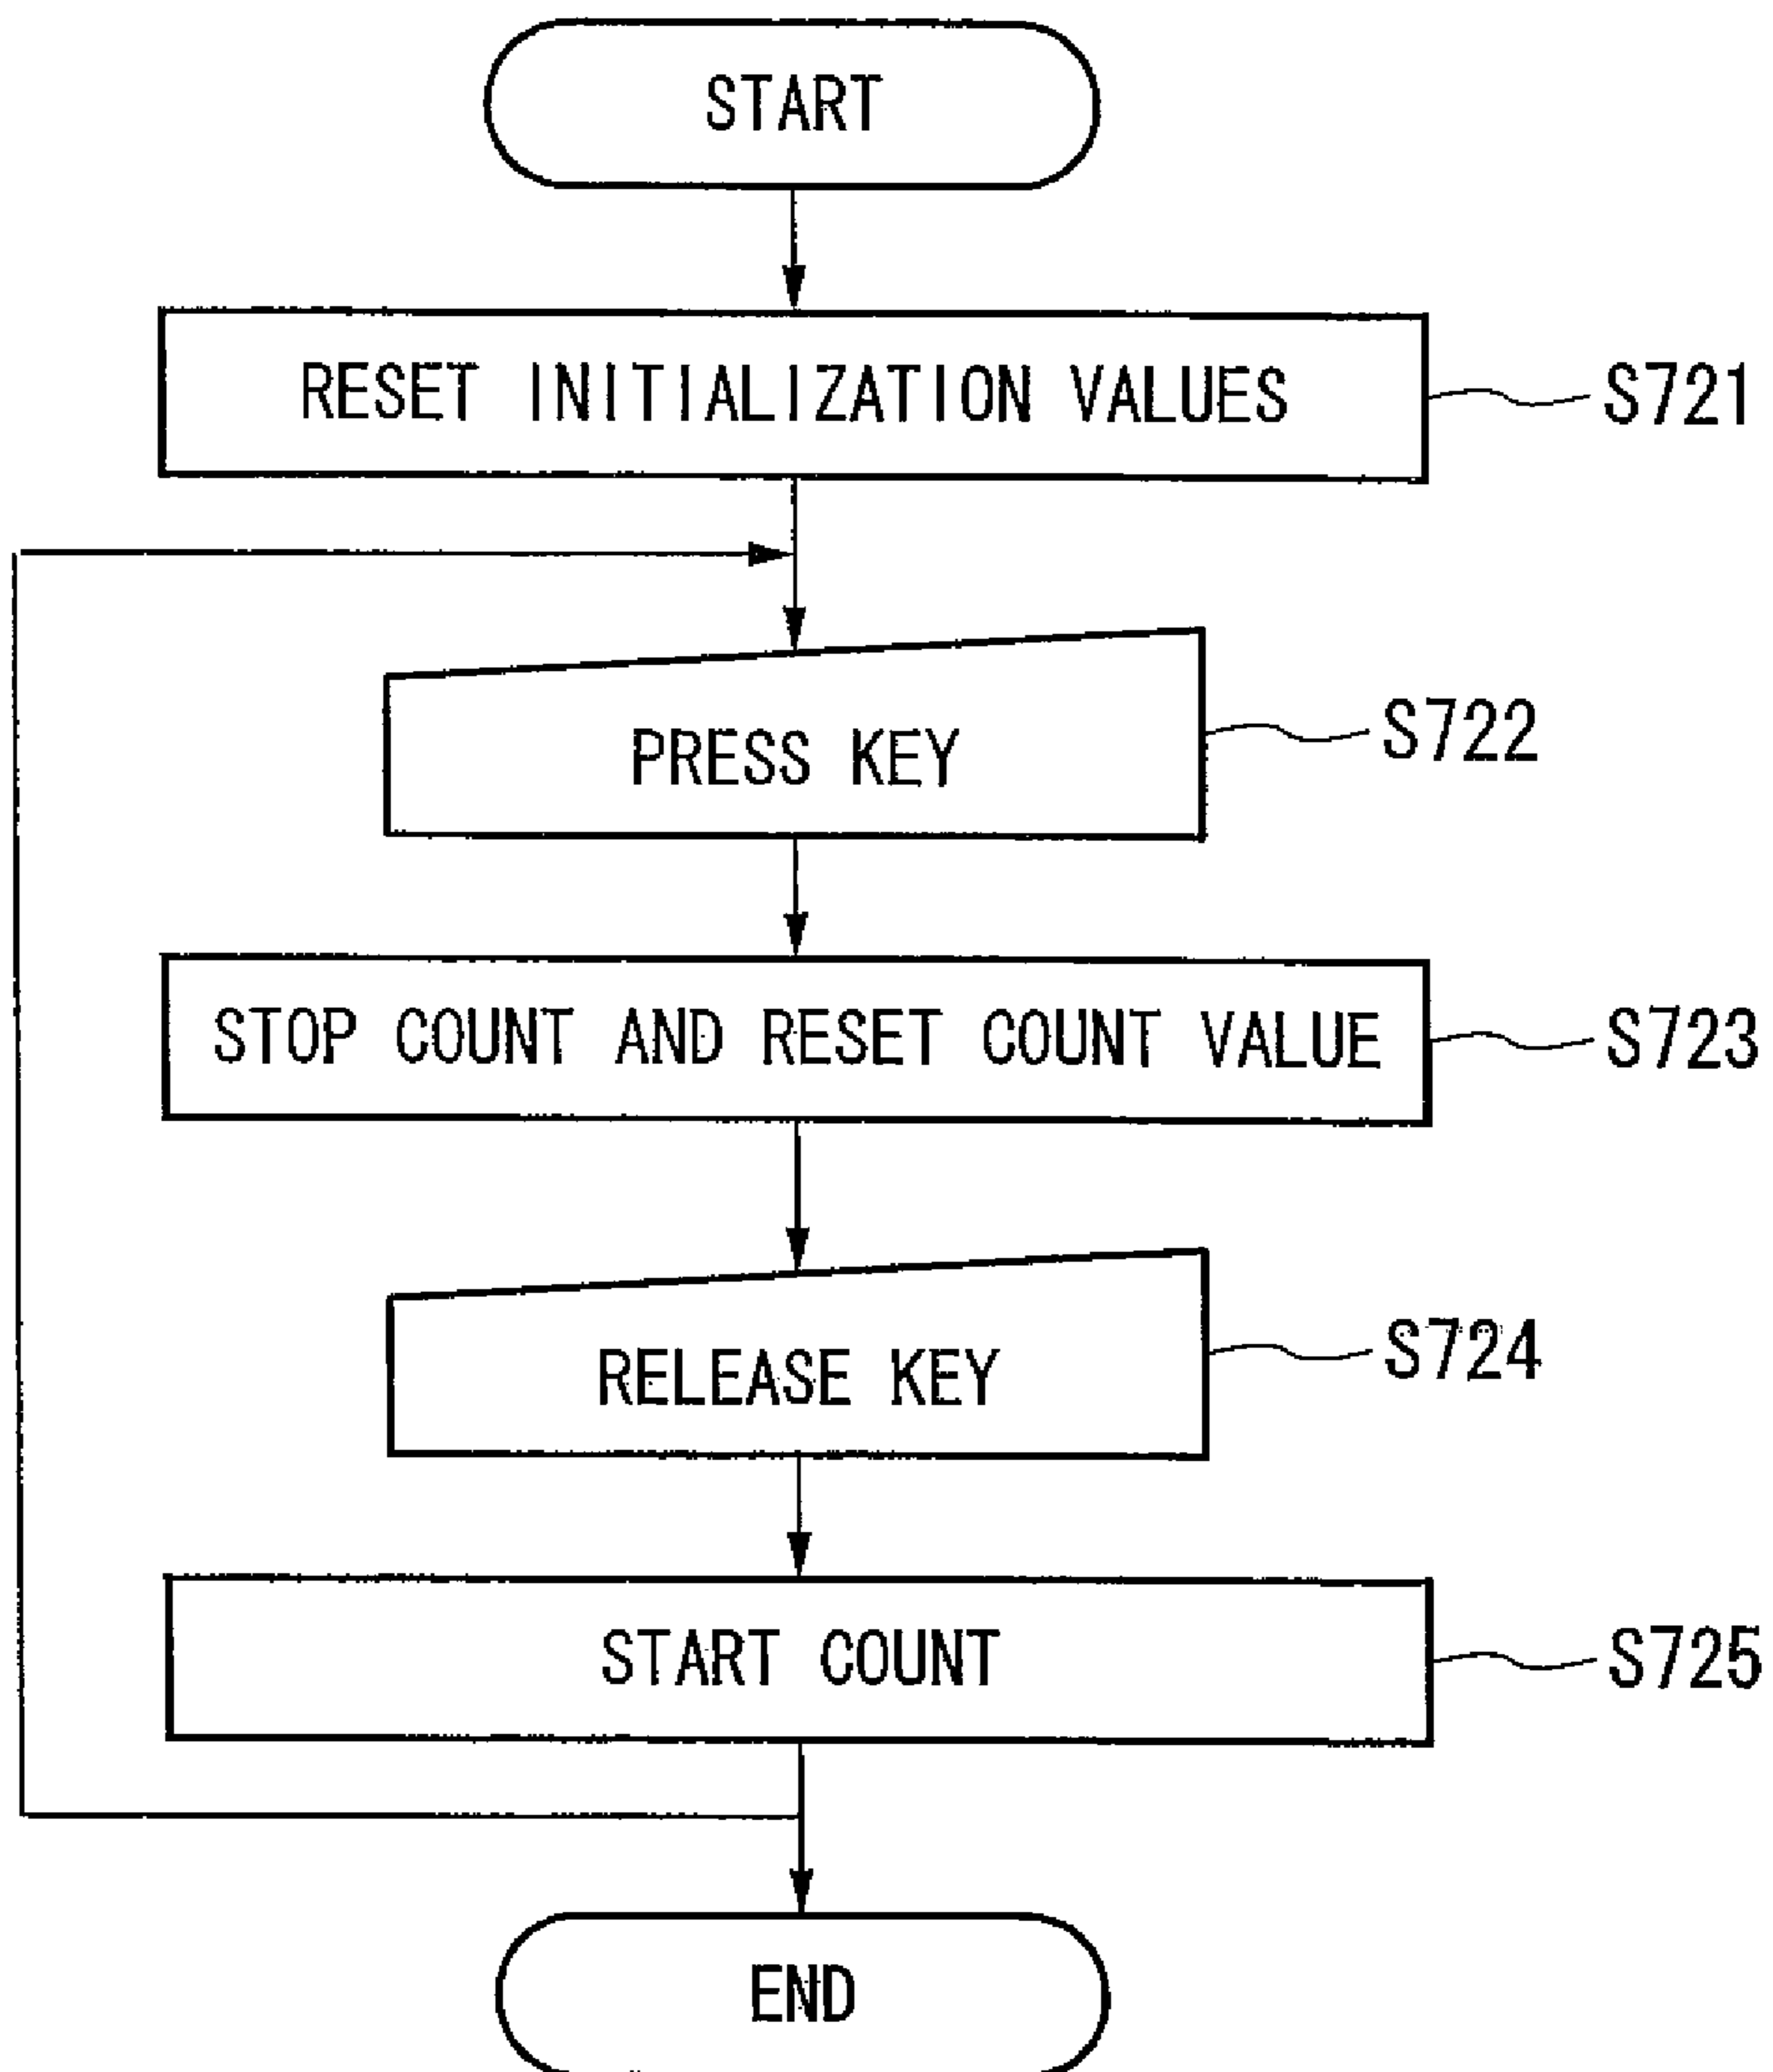 START
RESET INITIALIZATION VALUES
S721
PRESS KEY
S722
STOP COUNT AND RESET COUNT VALUE
S723
RELEASE KEY
S724
START COUNT
S725
END